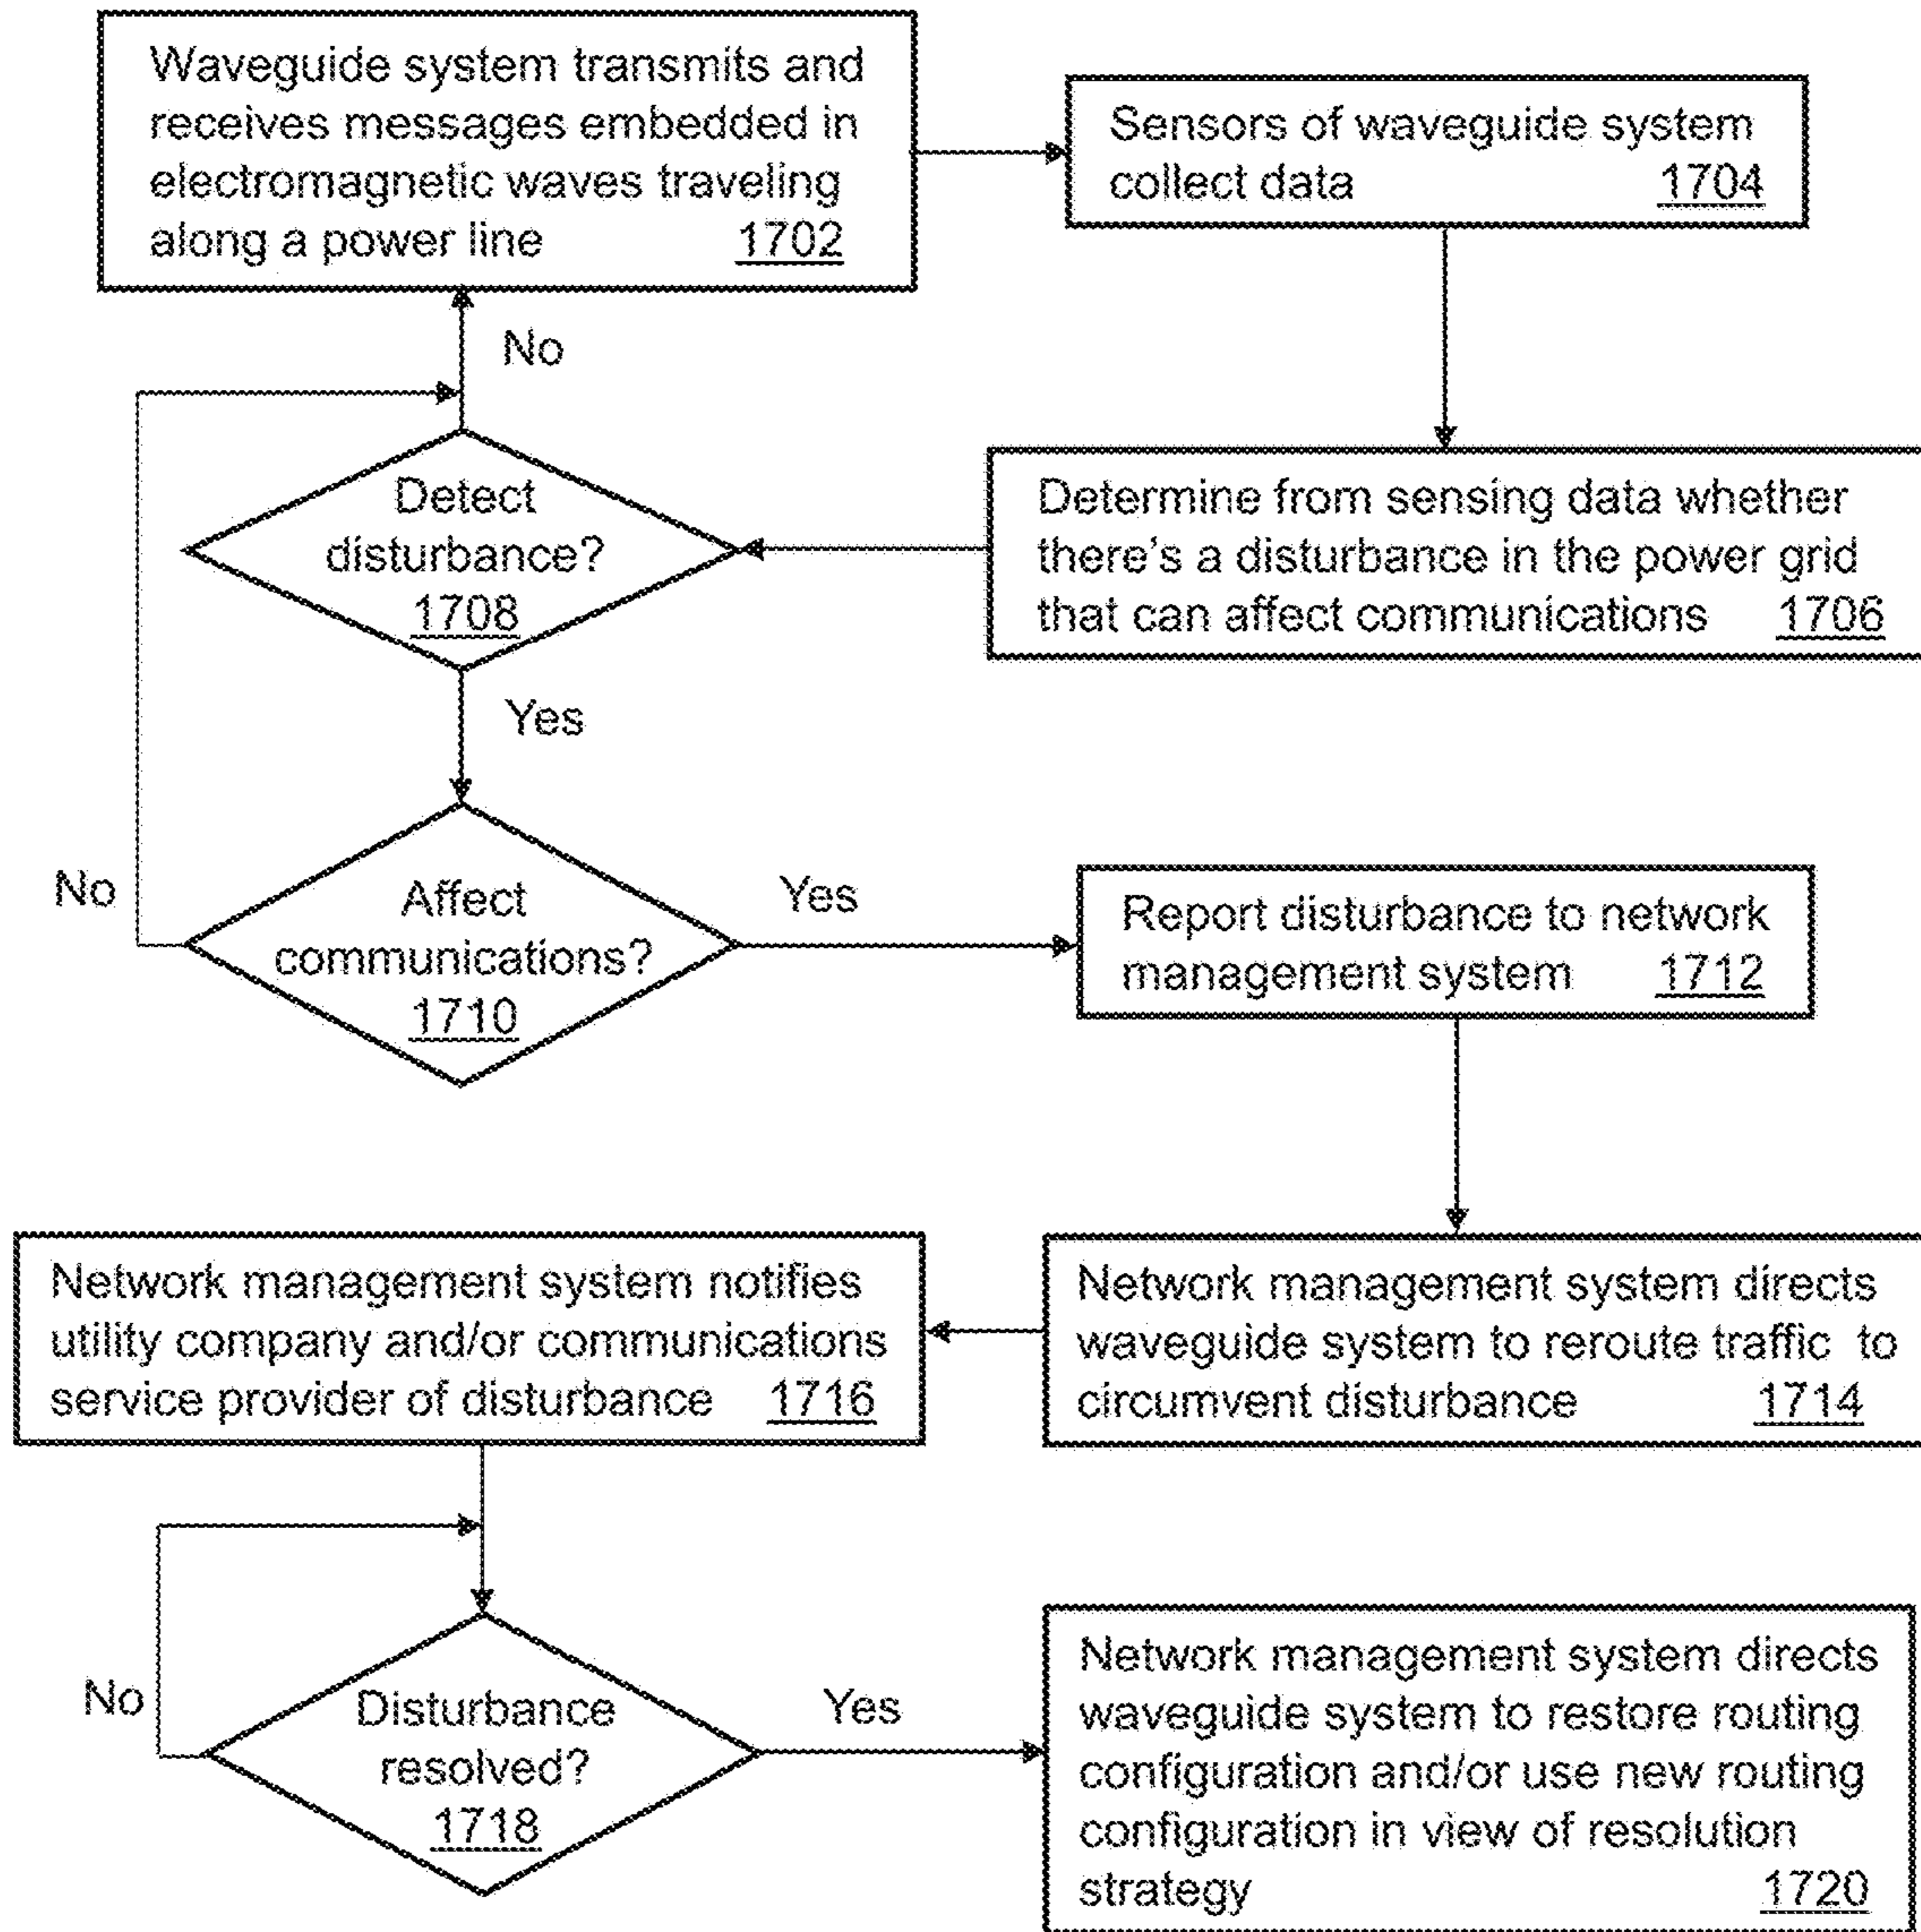 Waveguide system transmits and
receives messages embedded in
electromagnetic waves traveling
along a power line 1702
Sensors of waveguide system
collect data 1704
No
Detect
disturbance?
1708
Determine from sensing data whether
there's a disturbance in the power grid
that can affect communications 1706
Yes
No
Affect
communications?
1710
Yes
Report disturbance to network
management system 1712
Network management system notifies
utility company and/or communications
service provider of disturbance 1716
Network management system directs
waveguide system to reroute traffic to
circumvent disturbance 1714
No
Disturbance
resolved?
1718
Yes
Network management system directs
waveguide system to restore routing
configuration and/or use new routing
configuration in view of resolution
strategy 1720